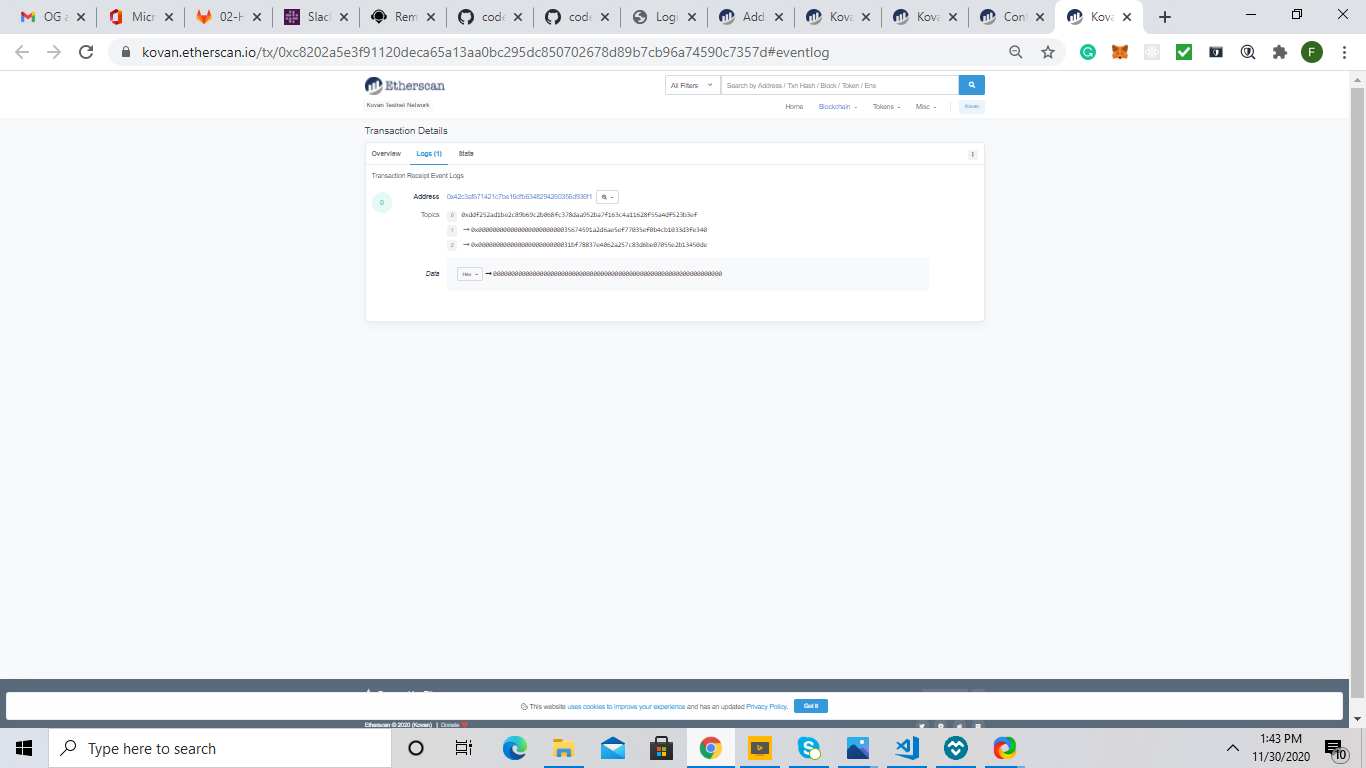 OG a
Micr
02-H
Slac
Rem
code
code
Logi
Add
Kova
Kova
Cont
Kova
kovan.etherscan.io/tx/0xc8202a5e3f91120deca65a13aa0bc295dc850702678d89b7cb96a74590c7357d#eventlog
F
Etherscan
All Filters
Search by Address / Txn Hash / Block / Token / Ens
Kovan Testnet Network
Home Blockchain Tokens Misc Kovan
Transaction Details
Overview Logs (1) State
Transaction Receipt Event Logs
0
Address
Topics
0 0xddf252ad1be2c89b69c2b068fc378daa952ba7f163c4a11628f55a4df523b3ef
1
2
Data
Hex
This website uses cookies to improve your experience and has an updated Privacy Policy.
Got It
Etherscan © 2020 (Kovan) | Donate
Type here to search
1:43 PM
11/30/2020
10